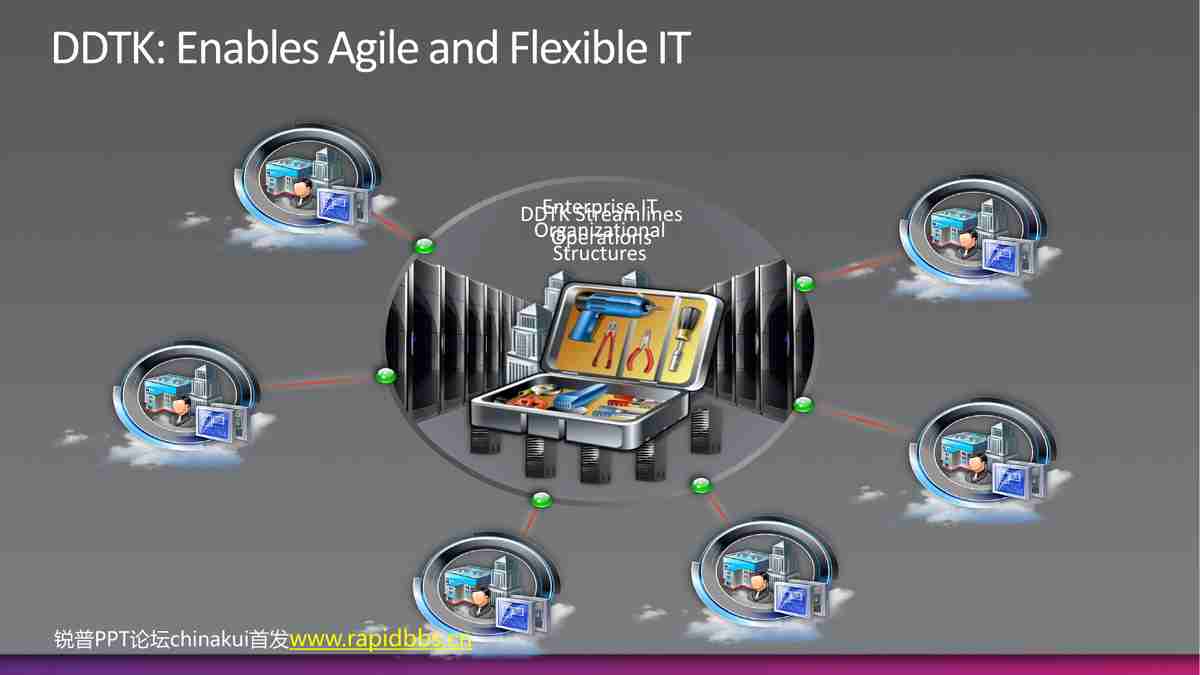 DDTK: Enables Agile and Flexible IT
Enterprise IT
Organizational
Structures
DDTK Streamlines
Operations
锐普PPT论坛chinakui首发www.rapidbbs.cn